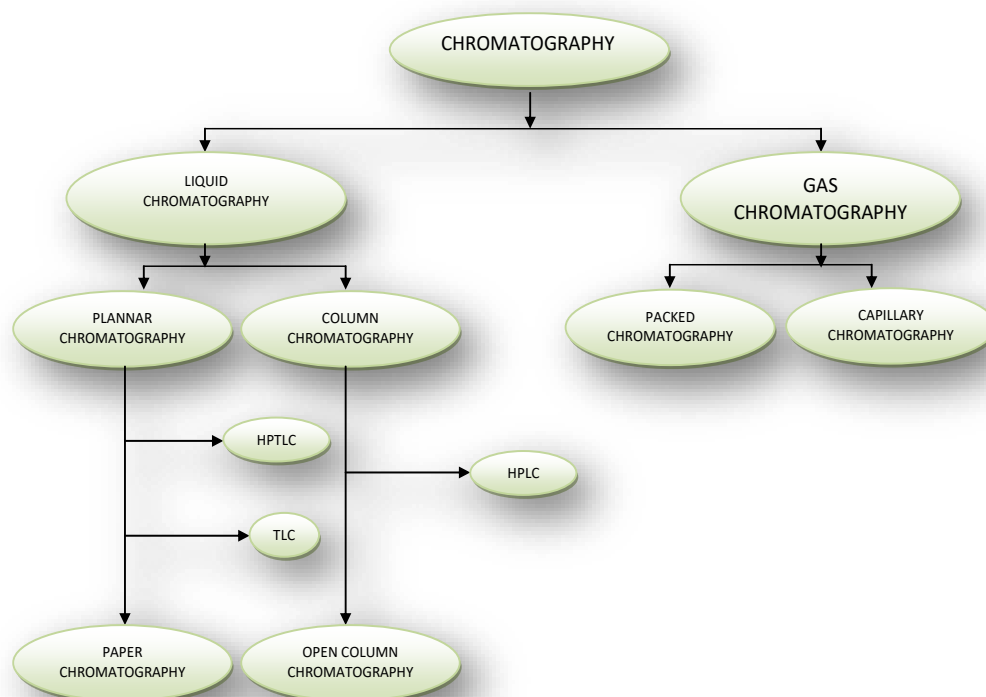 CHROMATOGRAPHY
LIQUID
CHROMATOGRAPHY
GAS
CHROMATOGRAPHY
PLANNAR
CHROMATOGRAPHY
COLUMN
CHROMATOGRAPHY
PACKED
CHROMATOGRAPHY
CAPILLARY
CHROMATOGRAPHY
HPTLC
HPLC
TLC
PAPER
CHROMATOGRAPHY
OPEN COLUMN
CHROMATOGRAPHY